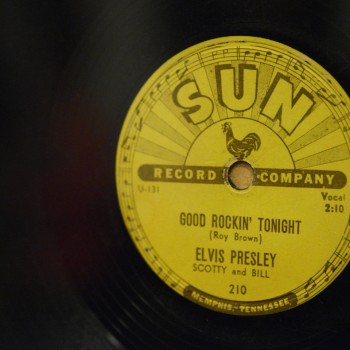 SUN
RECORD COMPANY
U-131
Vocal
2:10
GOOD ROCKIN' TONIGHT
(Roy Brown)
ELVIS PRESLEY
SCOTTY and BILL
210
MEMPHIS, TENNESSEE